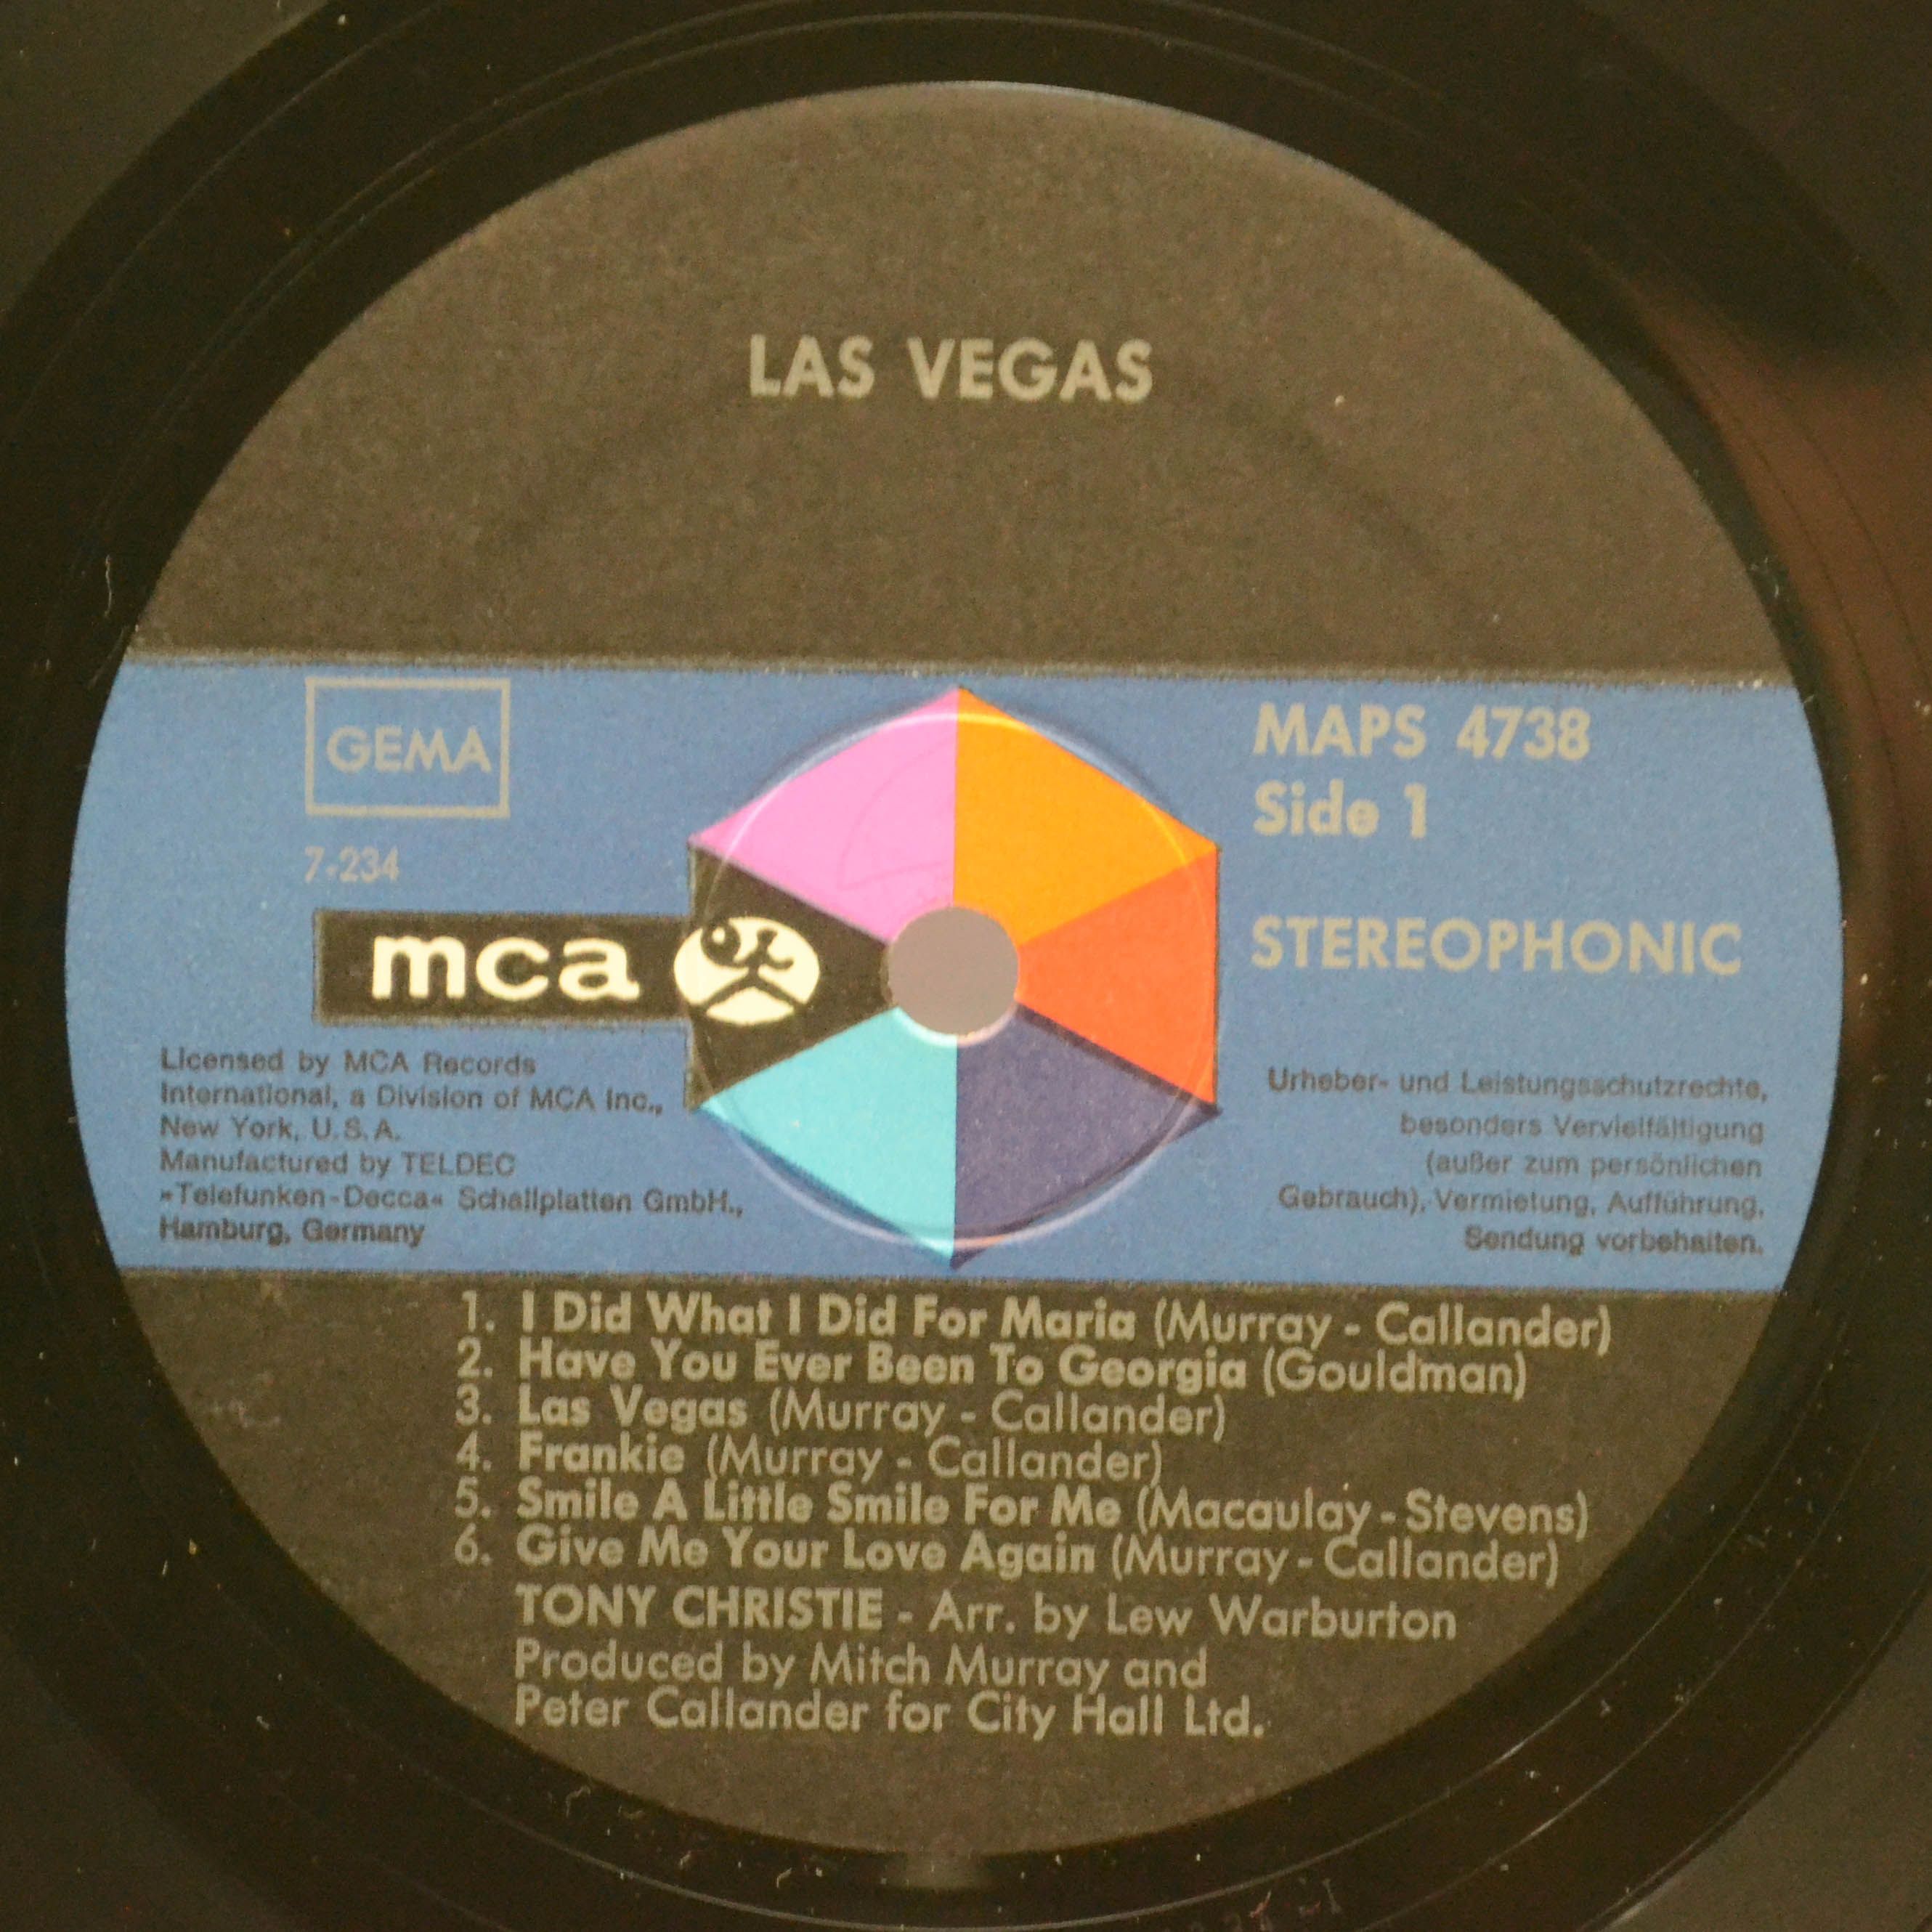 LAS VEGAS
GEMA
7-234
mca
MAPS 4738
Side 1
STEREOPHONIC
Licensed by MCA Records
International, a Division of MCA Inc.,
New York, U.S.A.
Manufactured by TELDEC
»Telefunken-Decca« Schallplatten GmbH.,
Hamburg, Germany
Urheber- und Leistungsschutzrechte,
besonders Vervielfältigung
(außer zum persönlichen
Gebrauch), Vermietung, Aufführung,
Sendung vorbehalten.
1. I Did What I Did For Maria (Murray - Callander)
2. Have You Ever Been To Georgia (Gouldman)
3. Las Vegas (Murray - Callander)
4. Frankie (Murray - Callander)
5. Smile A Little Smile For Me (Macaulay - Stevens)
6. Give Me Your Love Again (Murray - Callander)
TONY CHRISTIE - Arr. by Lew Warburton
Produced by Mitch Murray and
Peter Callander for City Hall Ltd.